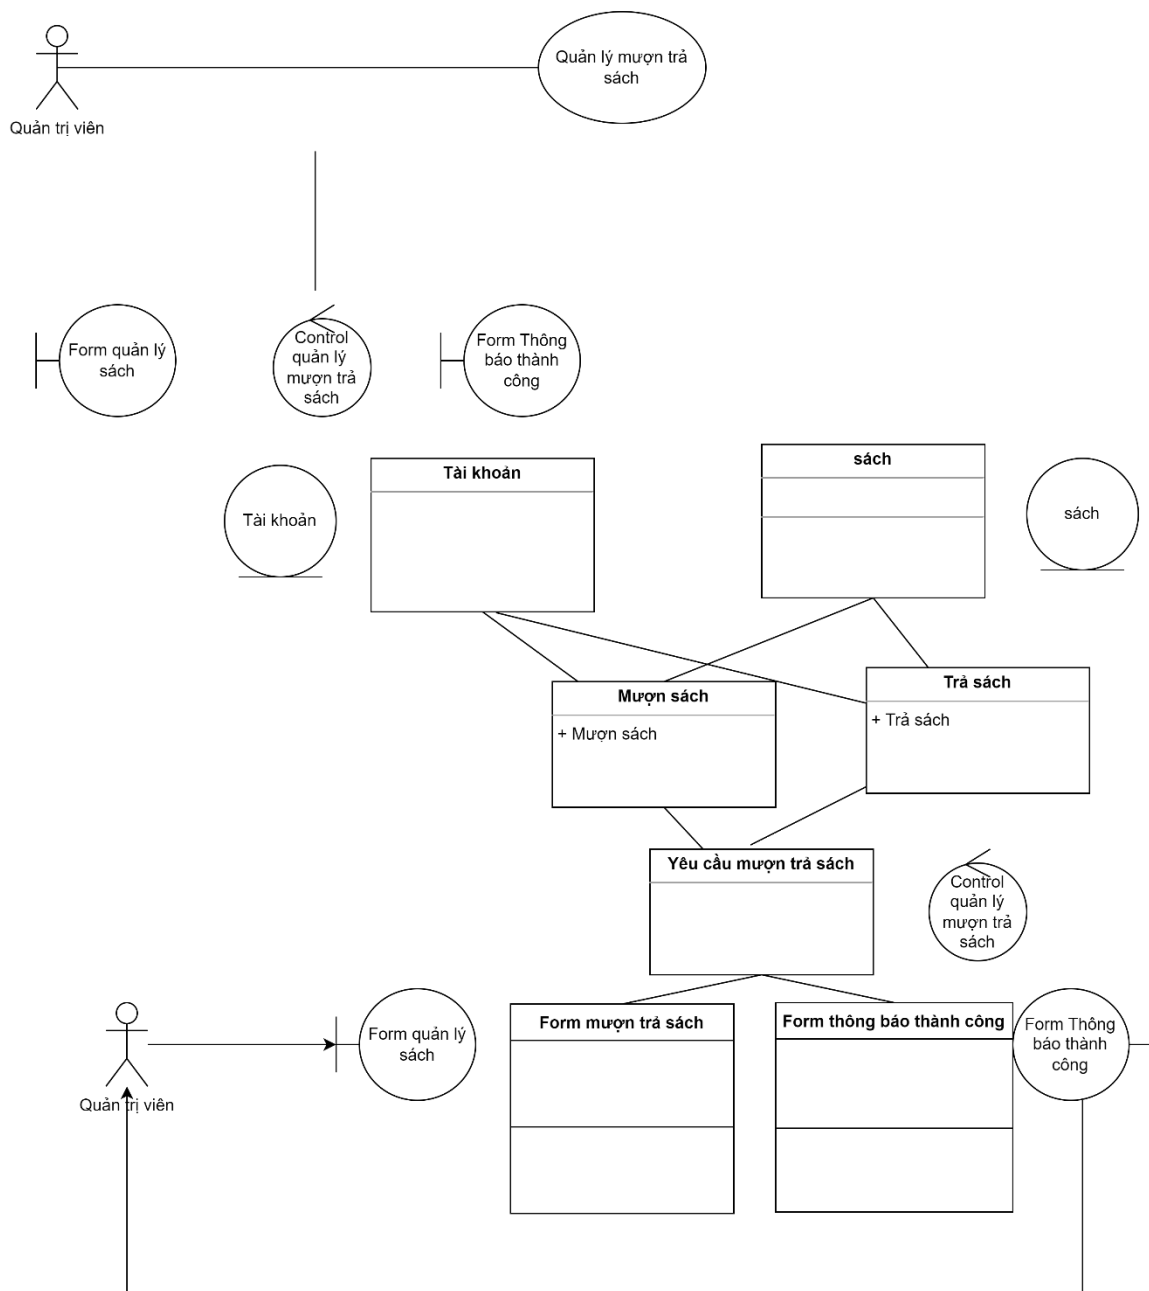 Quản lý mượn trả
sách
Quản trị viên
Form quản lý
sách
Control
quản lý
mượn trả
sách
Form Thông
báo thành
công
Tài khoản
Tài khoản
sách
sách
Mượn sách
+ Mượn sách
Trả sách
+ Trả sách
Yêu cầu mượn trả sách
Control
quản lý
mượn trả
sách
Quản trị viên
Form quản lý
sách
Form mượn trả sách
Form thông báo thành công
Form Thông
báo thành
công